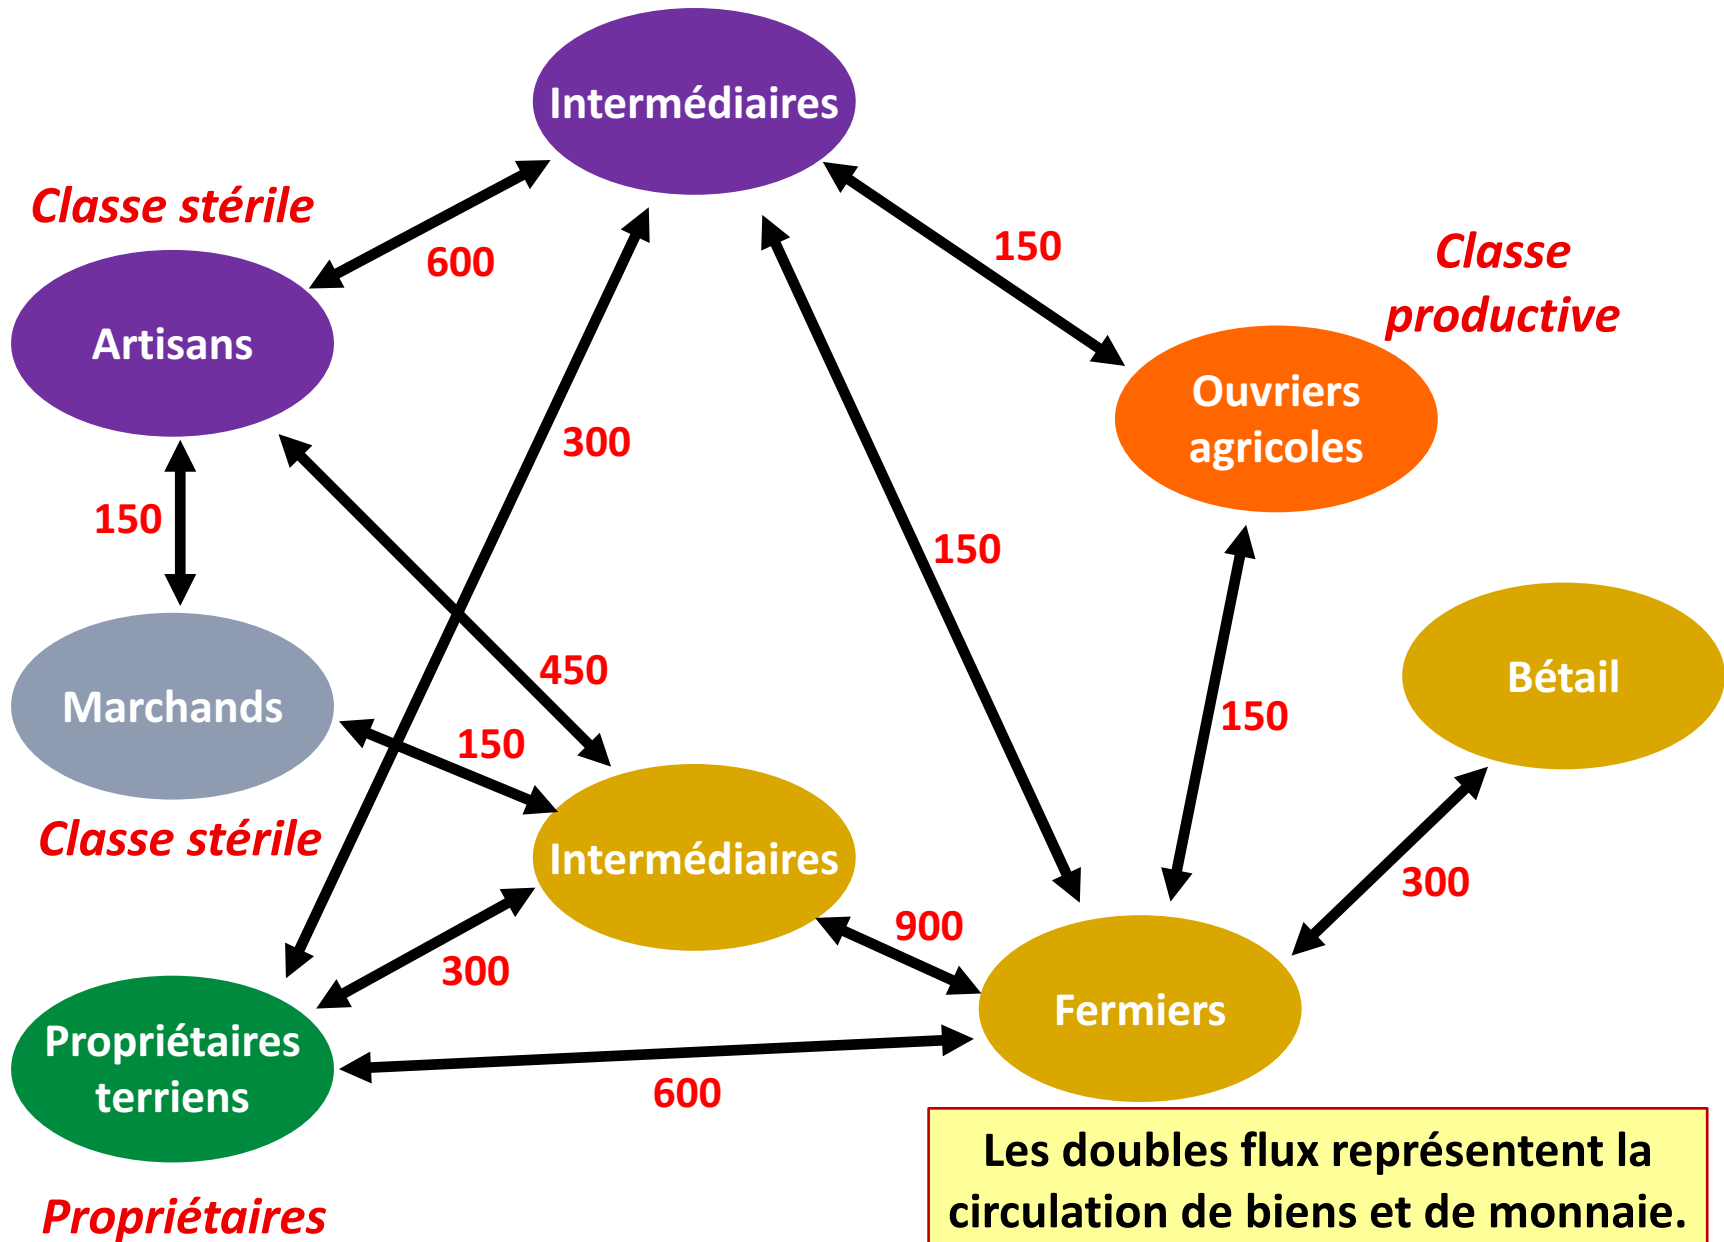 Intermédiaires
Classe stérile
600
150
Classe
productive
Artisans
Ouvriers
agricoles
300
150
150
450
Bétail
Marchands
150
150
Classe stérile
Intermédiaires
300
900
300
Fermiers
Propriétaires
terriens
600
Les doubles flux représentent la
circulation de biens et de monnaie.
Propriétaires